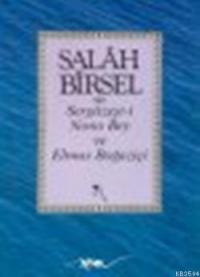 SALÂH
BİRSEL
Sergüzeşt-i
Nono Bey
ve
Elmas Boğaziçi